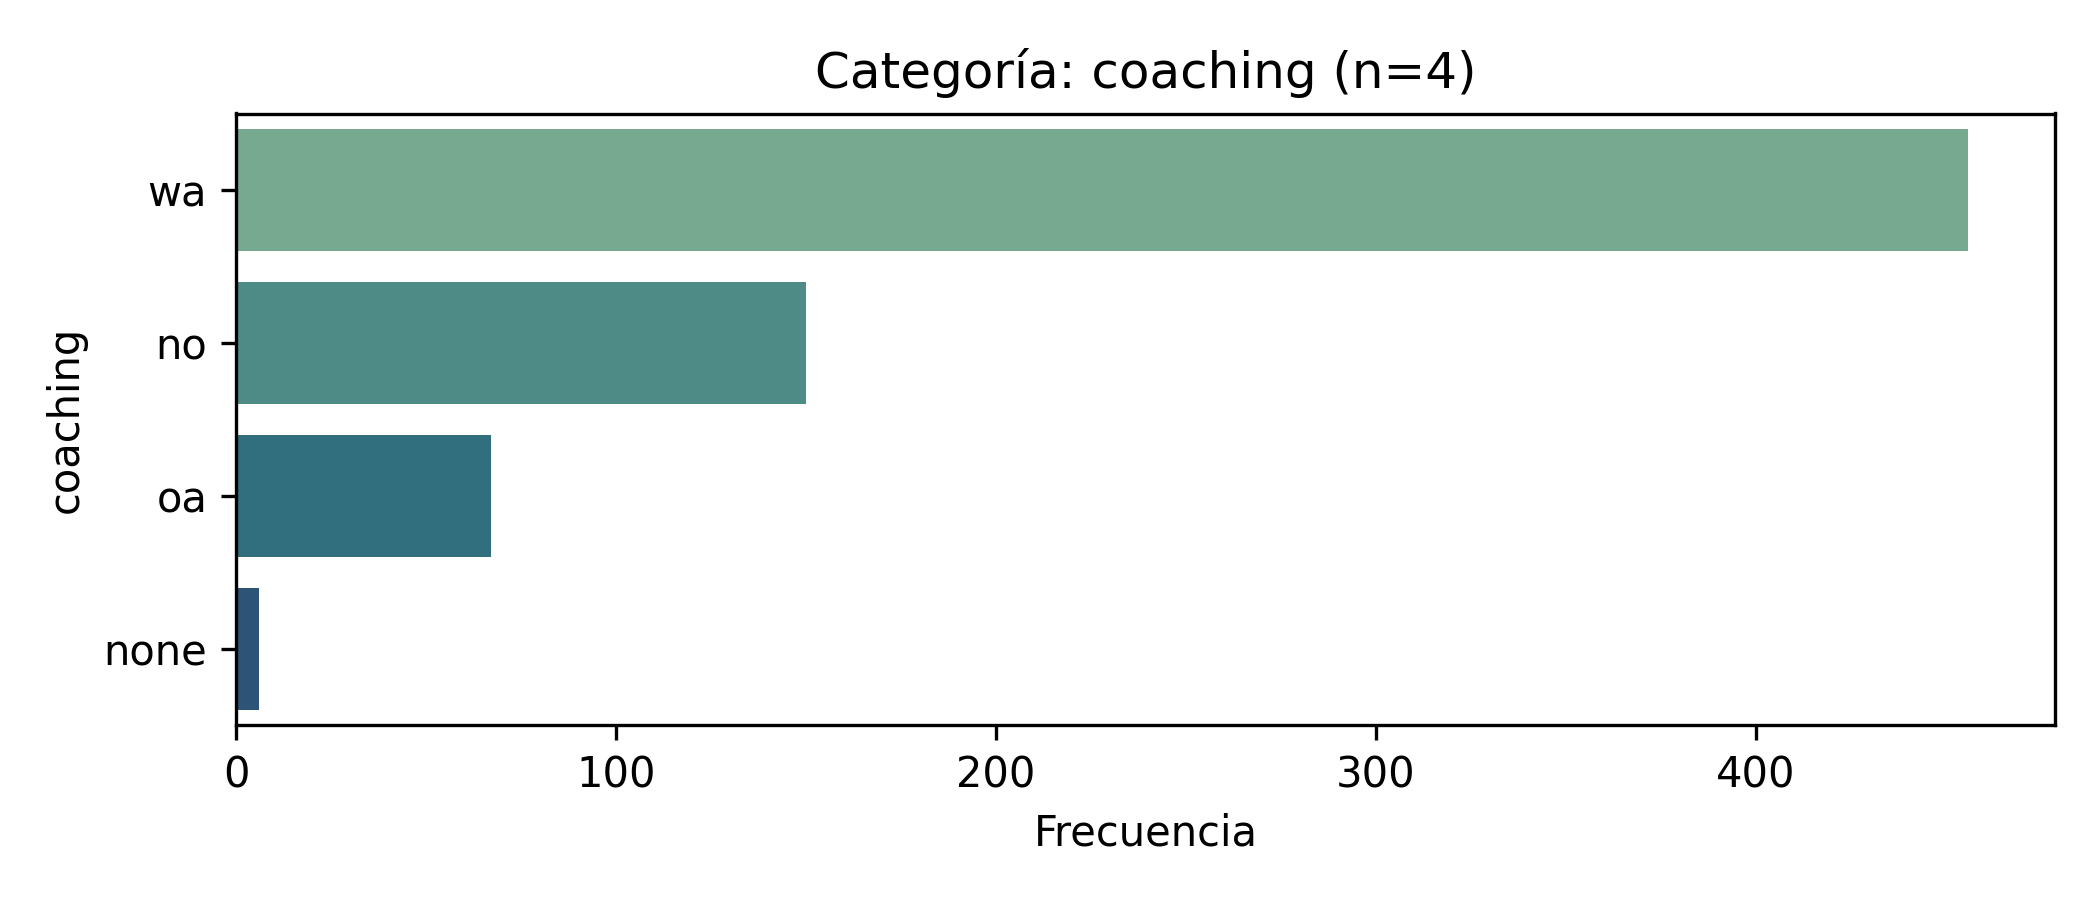 Categoría: coaching (n=4)
coaching
wa
no
oa
none
0 100 200 300 400
Frecuencia